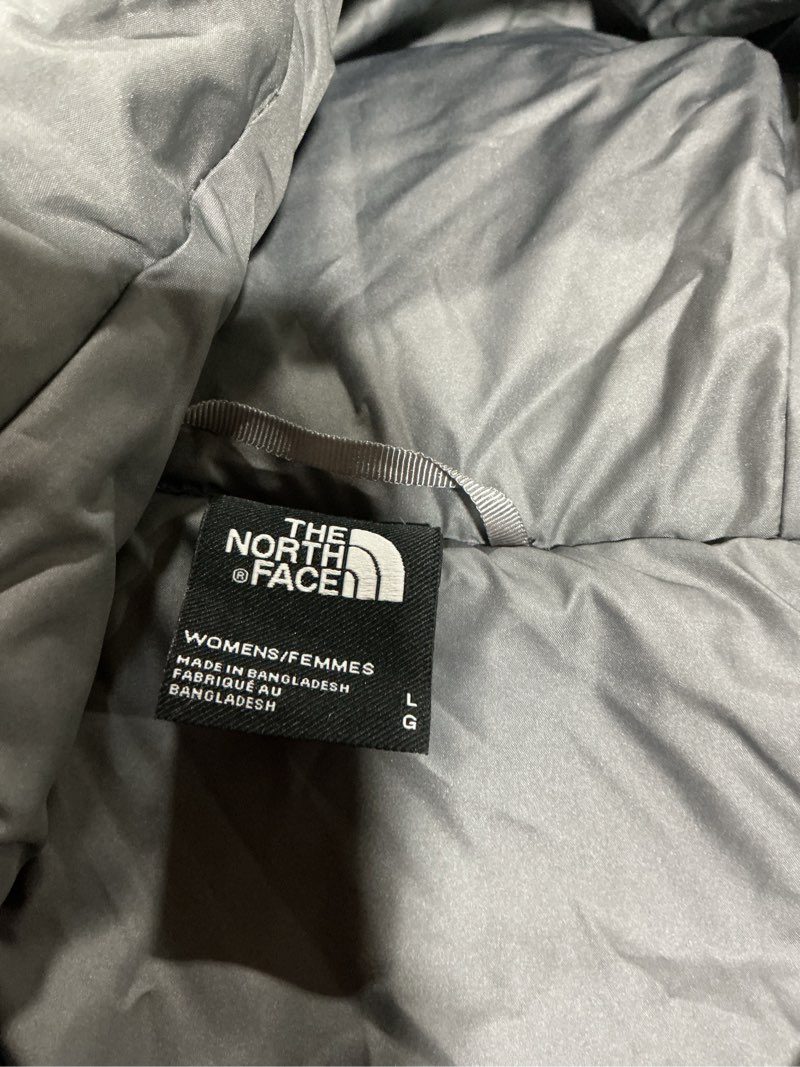 THE
NORTH
® FACE
WOMENS/FEMMES
MADE IN BANGLADESH
FABRIQUÉ AU
BANGLADESH
L
G